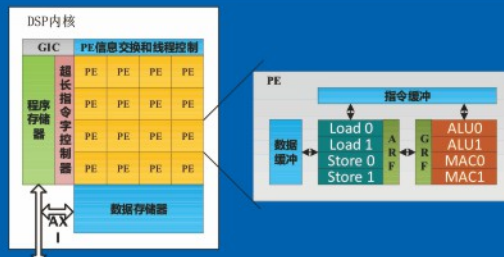 DSP内核
GIC
PE信息交换和线程控制
程序存储器
超长指令字控制器
PE PE PE PE
PE PE PE PE
PE PE PE PE
PE PE PE PE
数据存储器
AXI
PE
指令缓冲
数据缓冲
Load 0
Load 1
Store 0
Store 1
ARF
GRF
ALU0
ALU1
MAC0
MAC1